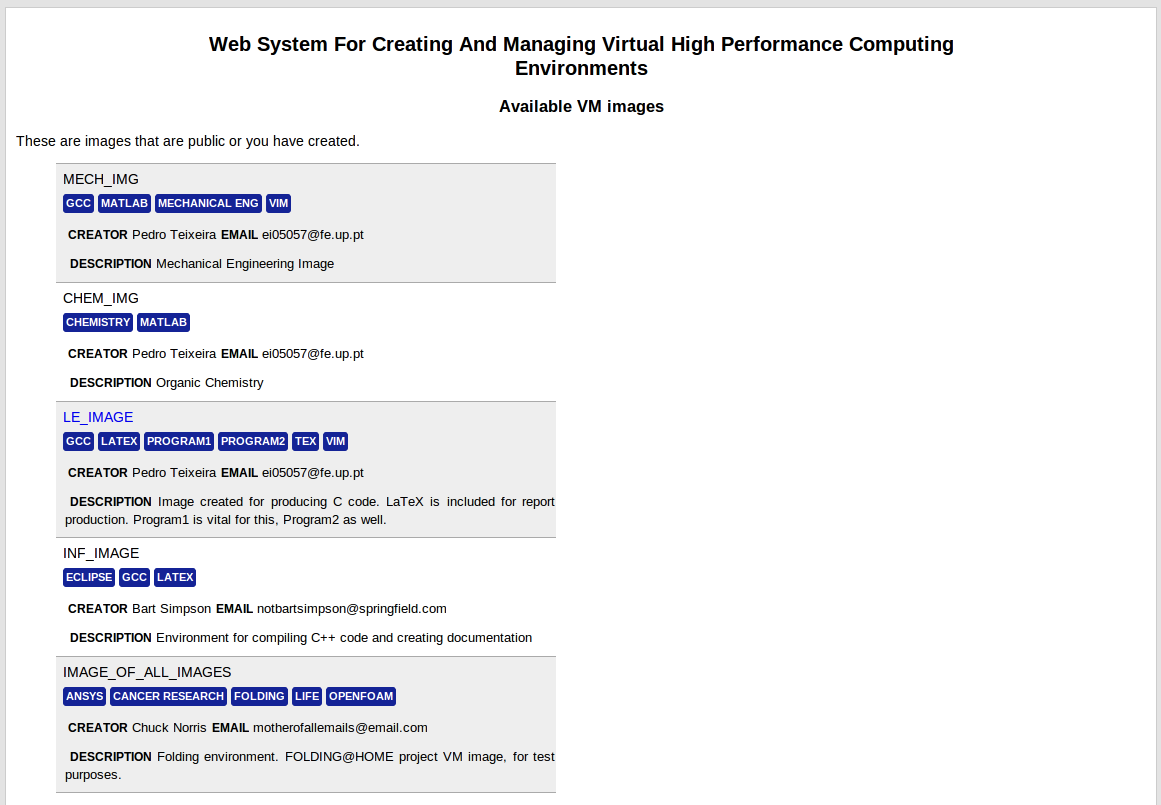 Web System For Creating And Managing Virtual High Performance Computing
Environments
Available VM images
These are images that are public or you have created.
MECH_IMG
GCC MATLAB MECHANICAL ENG VIM
CREATOR Pedro Teixeira EMAIL ei05057@fe.up.pt
DESCRIPTION Mechanical Engineering Image
CHEM_IMG
CHEMISTRY MATLAB
CREATOR Pedro Teixeira EMAIL ei05057@fe.up.pt
DESCRIPTION Organic Chemistry
LE_IMAGE
GCC LATEX PROGRAM1 PROGRAM2 TEX VIM
CREATOR Pedro Teixeira EMAIL ei05057@fe.up.pt
DESCRIPTION Image created for producing C code. LaTeX is included for report
production. Program1 is vital for this, Program2 as well.
INF_IMAGE
ECLIPSE GCC LATEX
CREATOR Bart Simpson EMAIL notbartsimpson@springfield.com
DESCRIPTION Environment for compiling C++ code and creating documentation
IMAGE_OF_ALL_IMAGES
ANSYS CANCER RESEARCH FOLDING LIFE OPENFOAM
CREATOR Chuck Norris EMAIL motherofallemails@email.com
DESCRIPTION Folding environment. FOLDING@HOME project VM image, for test
purposes.